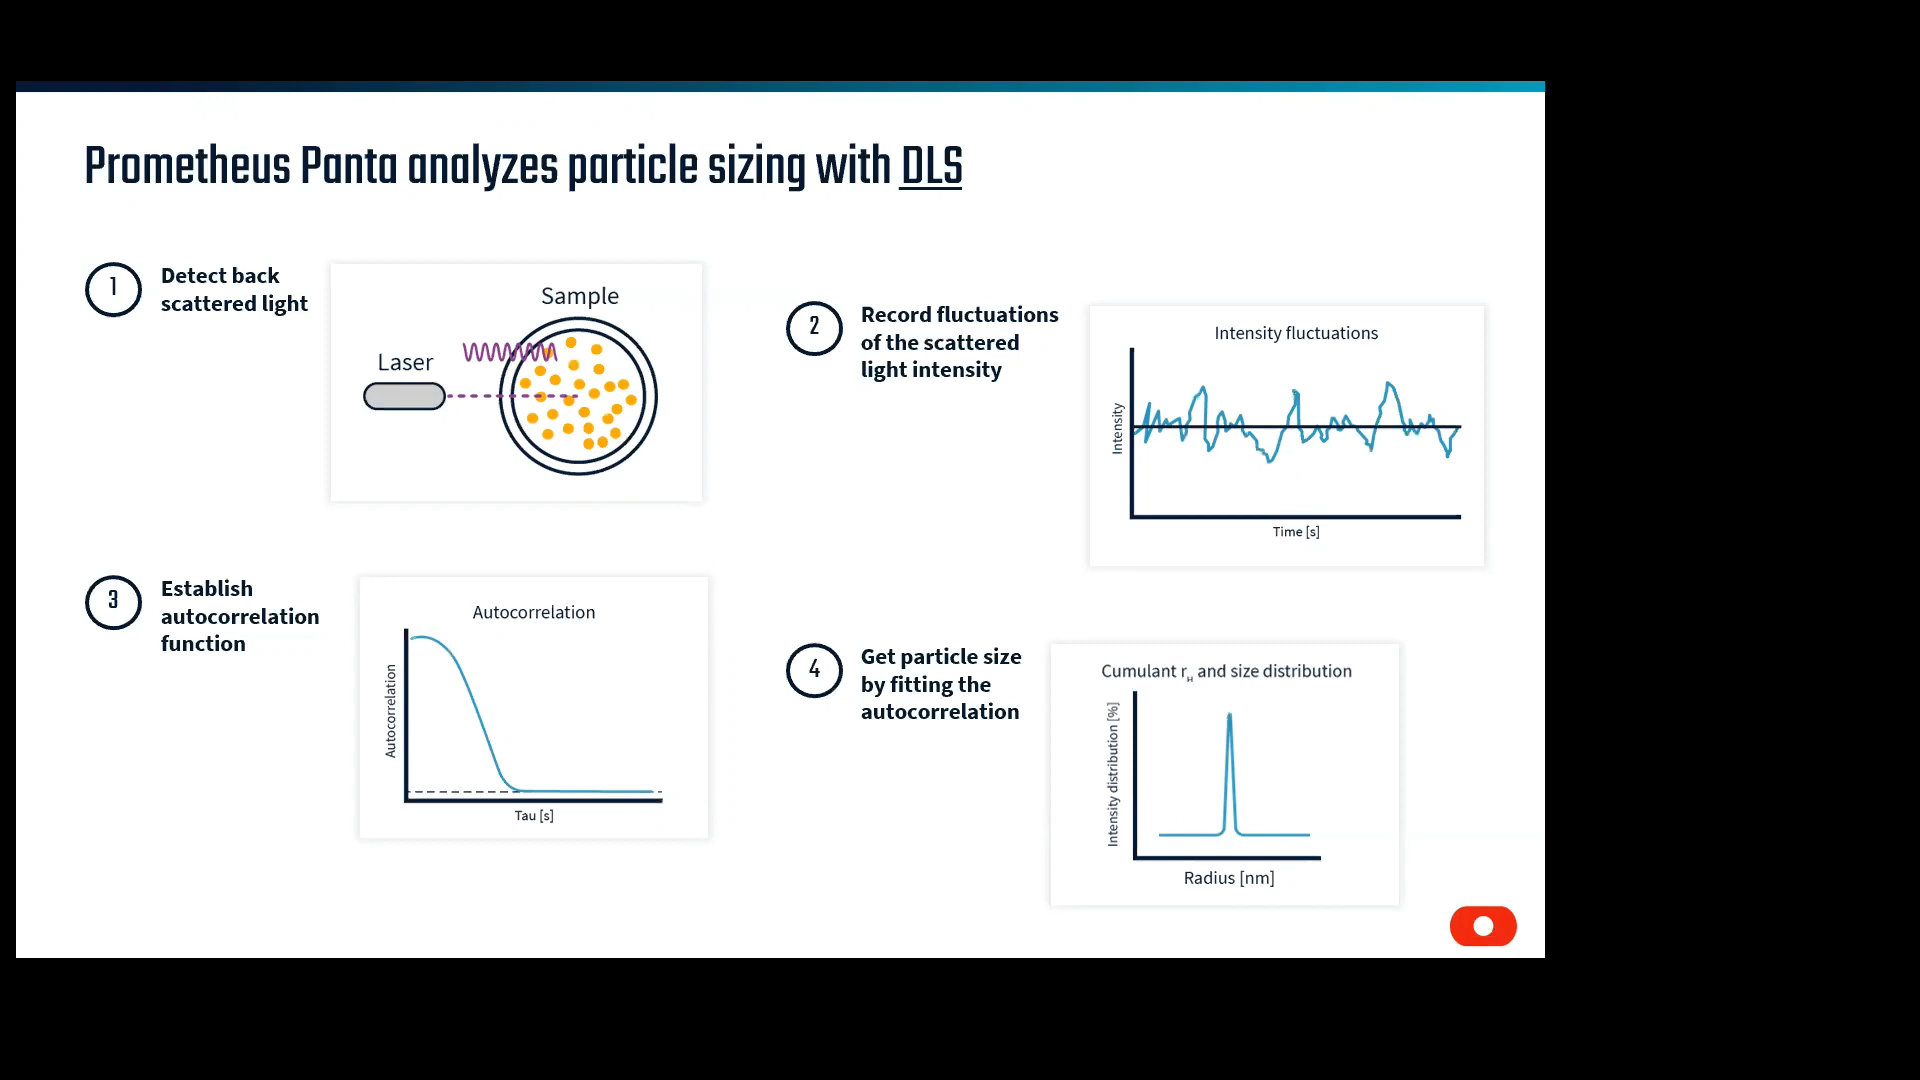 Prometheus Panta analyzes particle sizing with DLS
1
Detect back
scattered light
Sample
Laser
2
Record fluctuations
of the scattered
light intensity
Intensity fluctuations
Intensity
Time [s]
3
Establish
autocorrelation
function
Autocorrelation
Autocorrelation
Tau [s]
4
Get particle size
by fitting the
autocorrelation
Cumulant rH and size distribution
Intensity distribution [%]
Radius [nm]